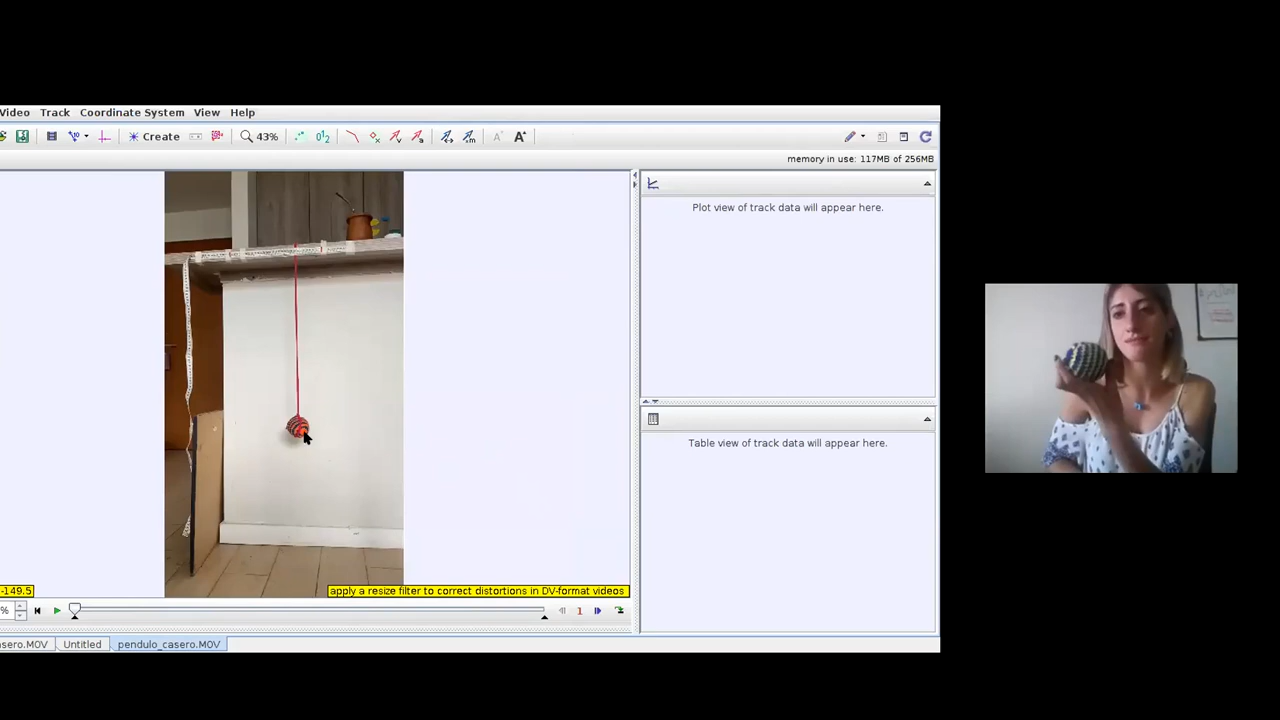 Video Track Coordinate System View Help
Create 43%
memory in use: 117MB of 256MB
Plot view of track data will appear here.
Table view of track data will appear here.
-149.5
apply a resize filter to correct distortions in DV-format videos
% 1
asero.MOV Untitled pendulo_casero.MOV